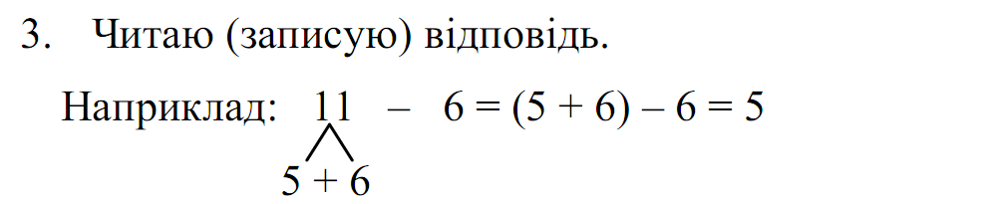 3. Читаю (записую) відповідь.
Наприклад: 11 – 6 = (5 + 6) – 6 = 5
5 + 6